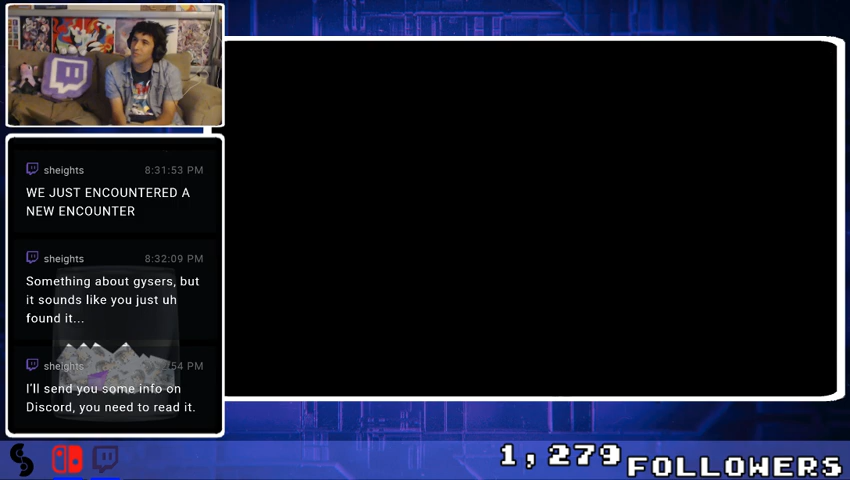 sheights 8:31:53 PM
WE JUST ENCOUNTERED A
NEW ENCOUNTER
sheights 8:32:09 PM
Something about gysers, but
it sounds like you just uh
found it...
sheights :54 PM
I'll send you some info on
Discord, you need to read it.
1,279 FOLLOWERS